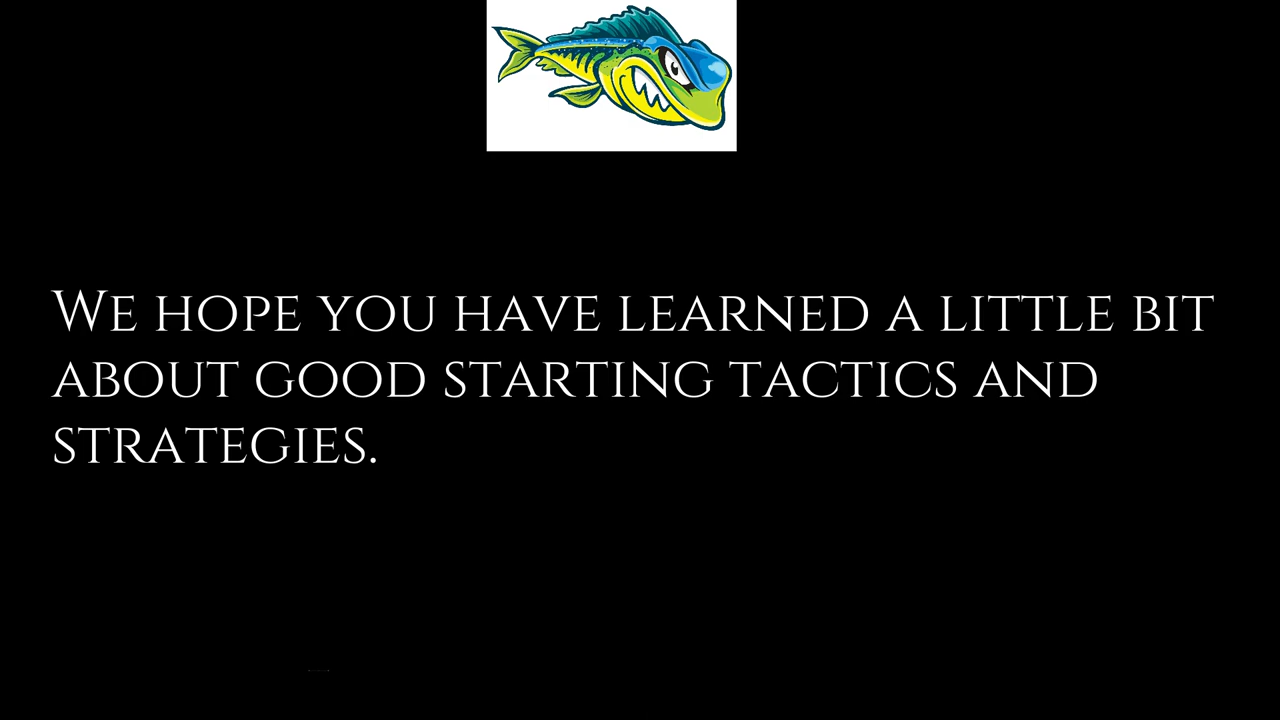 We hope you have learned a little bit
about good starting tactics and
strategies.